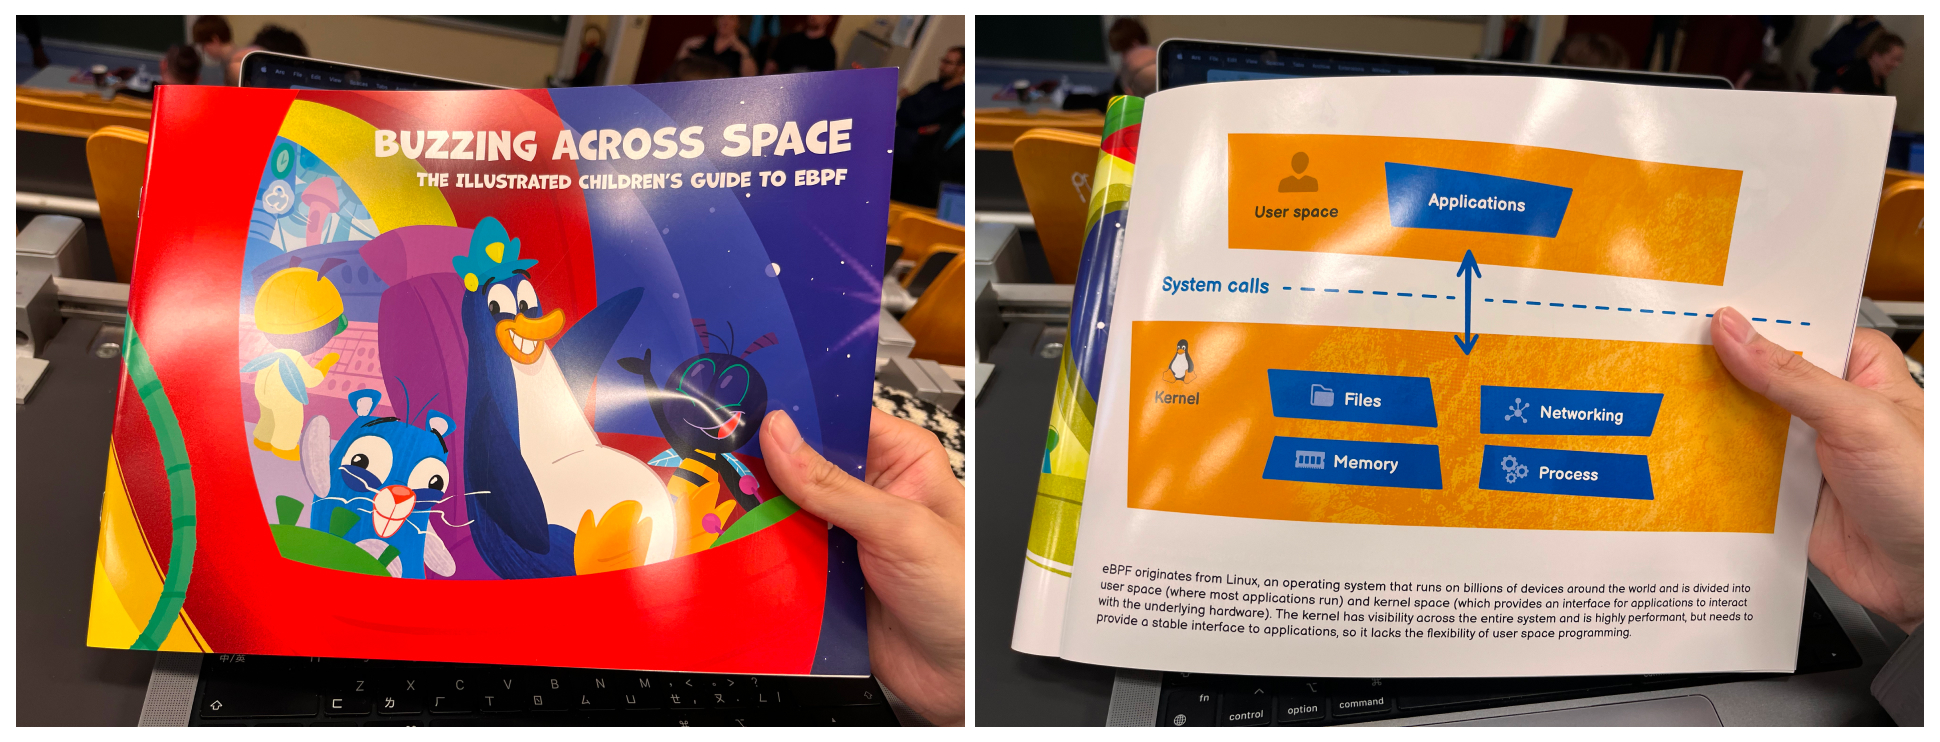 BUZZING ACROSS SPACE
THE ILLUSTRATED CHILDREN'S GUIDE TO EBPF
中/英
Z X C V B N M , < . > ?
ㄈ ㄌ ㄏ ㄒ ㄖ ㄙ ㄩ ㄝ ㄡ ㄥ
User space
Applications
System calls
Kernel
Files
Networking
Memory
Process
eBPF originates from Linux, an operating system that runs on billions of devices around the world and is divided into
user space (where most applications run) and kernel space (which provides an interface for applications to interact
with the underlying hardware). The kernel has visibility across the entire system and is highly performant, but needs to
provide a stable interface to applications, so it lacks the flexibility of user space programming.
fn
control
option
command